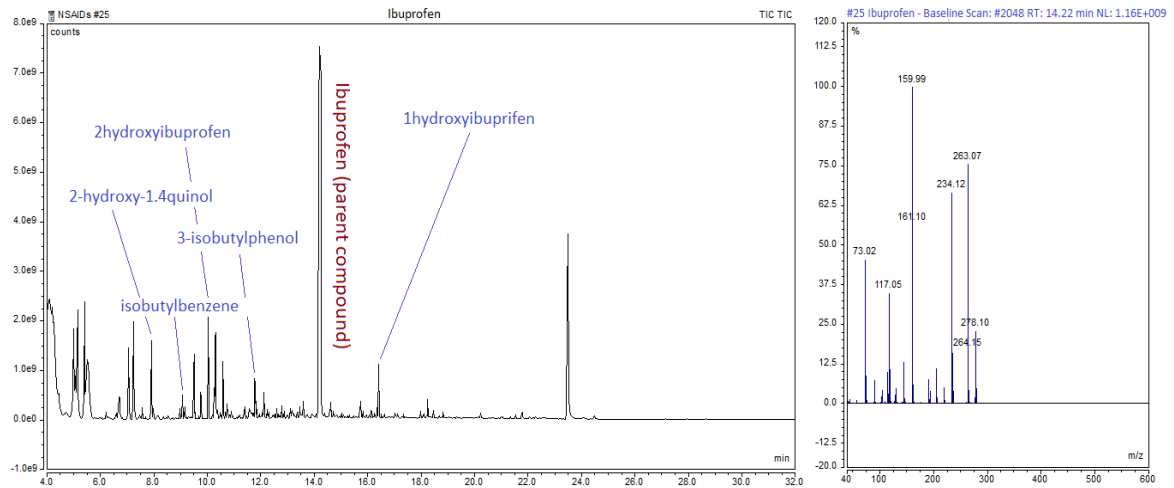 NSAIDs #25
Ibuprofen
TIC TIC
8.0e9
counts
7.0e9
6.0e9
5.0e9
4.0e9
3.0e9
2.0e9
1.0e9
0.0e0
-1.0e9
2hydroxyibuprofen
2-hydroxy-1.4quinol
3-isobutylphenol
isobutylbenzene
Ibuprofen (parent compound)
1hydroxyibuprifen
min
4.0 6.0 8.0 10.0 12.0 14.0 16.0 18.0 20.0 22.0 24.0 26.0 28.0 30.0 32.0
#25 Ibuprofen - Baseline Scan: #2048 RT: 14.22 min NL: 1.16E+009
120.0
%
112.5
100.0
87.5
75.0
62.5
50.0
37.5
25.0
12.5
0.0
-12.5
-20.0
159.99
263.07
234.12
161.10
73.02
117.05
278.10
264.15
m/z
40 100 200 300 400 500 600